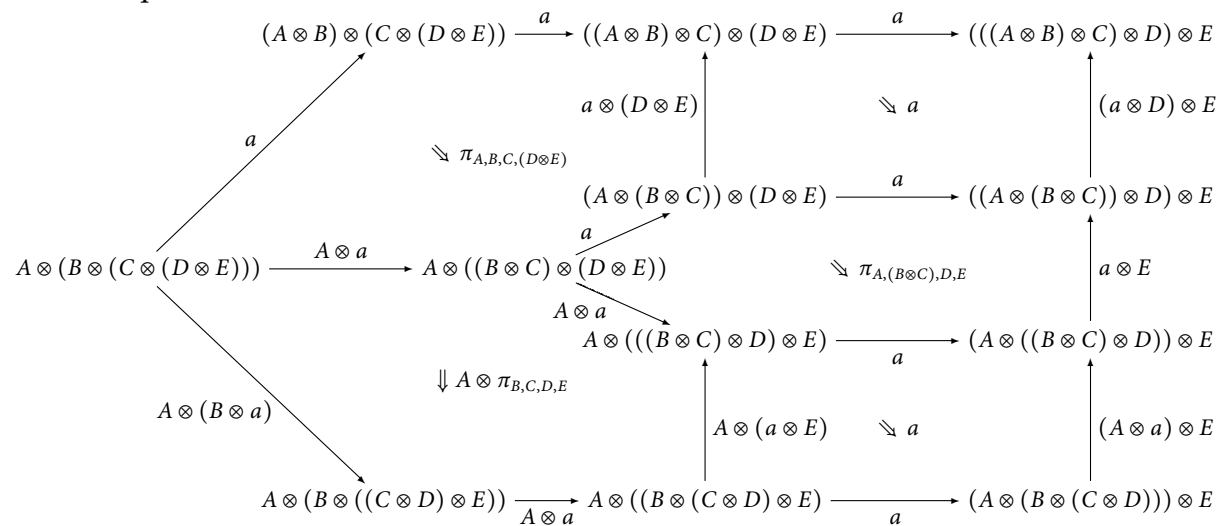 (A ⊗ B) ⊗ (C ⊗ (D ⊗ E)) a ((A ⊗ B) ⊗ C) ⊗ (D ⊗ E) a (((A ⊗ B) ⊗ C) ⊗ D) ⊗ E
a ⊗ (D ⊗ E) ⇘ a (a ⊗ D) ⊗ E
a
⇘ π_{A,B,C,(D⊗E)}
(A ⊗ (B ⊗ C)) ⊗ (D ⊗ E) a ((A ⊗ (B ⊗ C)) ⊗ D) ⊗ E
a
A ⊗ (B ⊗ (C ⊗ (D ⊗ E))) A ⊗ a A ⊗ ((B ⊗ C) ⊗ (D ⊗ E)) ⇘ π_{A,(B⊗C),D,E} a ⊗ E
A ⊗ a
A ⊗ (((B ⊗ C) ⊗ D) ⊗ E) a (A ⊗ ((B ⊗ C) ⊗ D)) ⊗ E
⇓ A ⊗ π_{B,C,D,E}
A ⊗ (B ⊗ a) A ⊗ (a ⊗ E) ⇘ a (A ⊗ a) ⊗ E
A ⊗ (B ⊗ ((C ⊗ D) ⊗ E)) A ⊗ a A ⊗ ((B ⊗ (C ⊗ D) ⊗ E) a (A ⊗ (B ⊗ (C ⊗ D))) ⊗ E